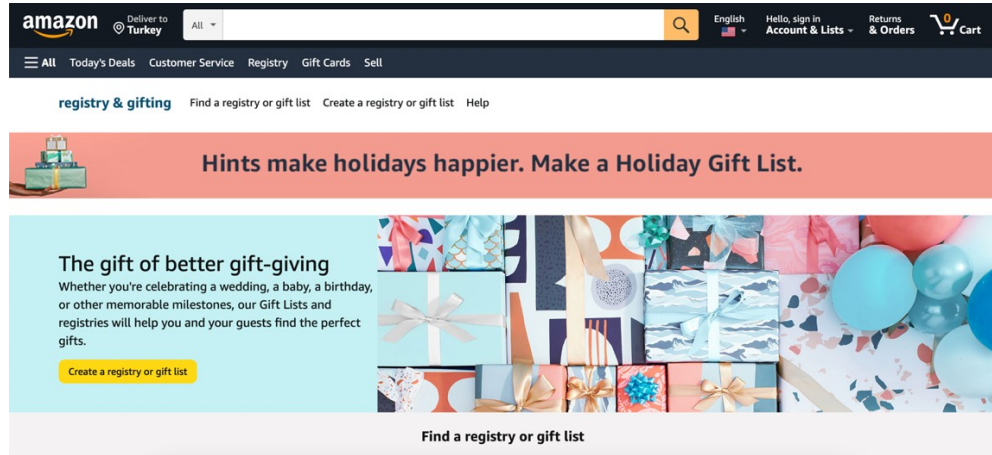 amazon
Deliver to
Turkey
All
English
Hello, sign in
Account & Lists
Returns
& Orders
0
Cart
All Today's Deals Customer Service Registry Gift Cards Sell
registry & gifting Find a registry or gift list Create a registry or gift list Help
Hints make holidays happier. Make a Holiday Gift List.
The gift of better gift-giving
Whether you're celebrating a wedding, a baby, a birthday,
or other memorable milestones, our Gift Lists and
registries will help you and your guests find the perfect
gifts.
Create a registry or gift list
Find a registry or gift list